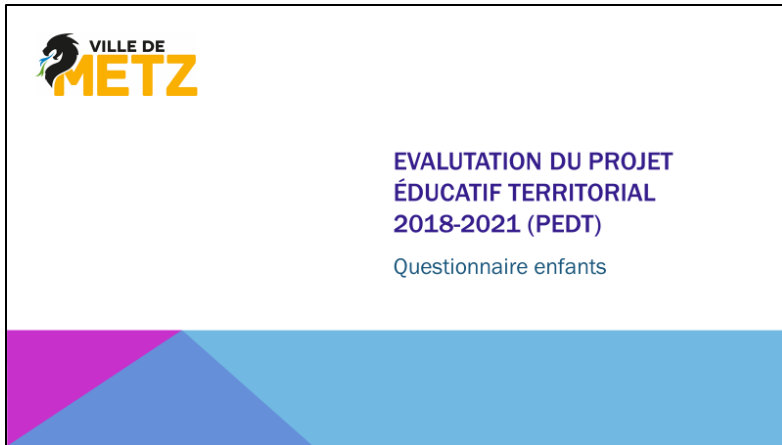 VILLE DE
METZ
EVALUTATION DU PROJET
ÉDUCATIF TERRITORIAL
2018-2021 (PEDT)
Questionnaire enfants